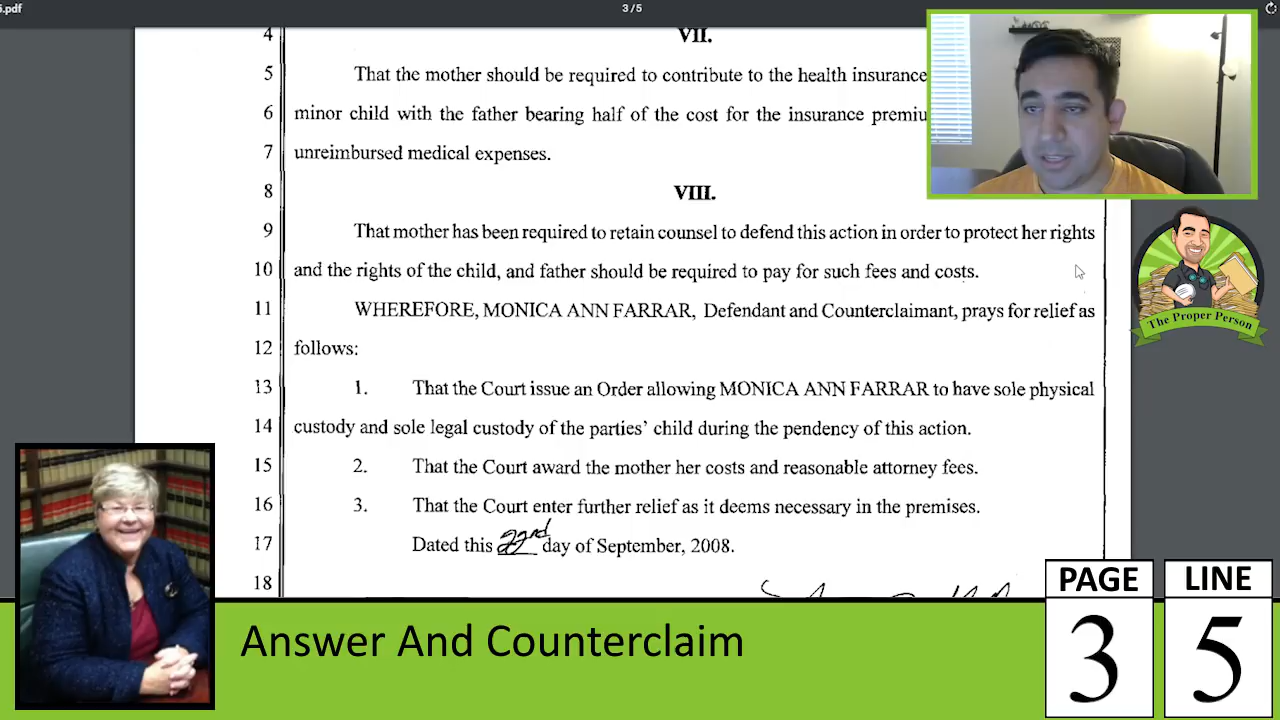 .pdf
3/5
4 VII.
5 That the mother should be required to contribute to the health insurance
6 minor child with the father bearing half of the cost for the insurance
7 unreimbursed medical expenses.
8 VIII.
9 That mother has been required to retain counsel to defend this action in order to protect her rights
10 and the rights of the child, and father should be required to pay for such fees and costs.
11 WHEREFORE, MONICA ANN FARRAR, Defendant and Counterclaimant, prays for relief as
12 follows:
13 1. That the Court issue an Order allowing MONICA ANN FARRAR to have sole physical
14 custody and sole legal custody of the parties' child during the pendency of this action.
15 2. That the Court award the mother her costs and reasonable attorney fees.
16 3. That the Court enter further relief as it deems necessary in the premises.
17 Dated this 22nd day of September, 2008.
18
The Proper Person
Answer And Counterclaim
PAGE
3
LINE
5